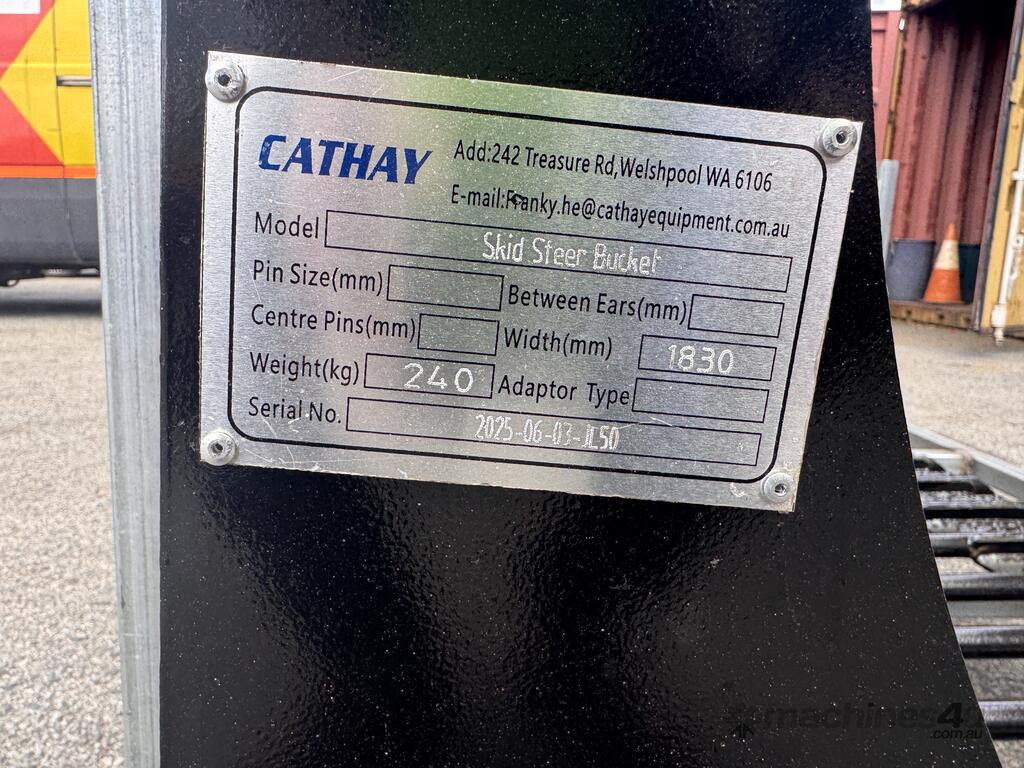 CATHAY
Add:242 Treasure Rd,Welshpool WA 6106
E-mail:Franky.he@cathayequipment.com.au
Model Skid Steer Bucket
Pin Size(mm) Between Ears(mm)
Centre Pins(mm) Width(mm) 1830
Weight(kg) 240 Adaptor Type
Serial No. 2025-06-03-JL50
machines4u
.com.au